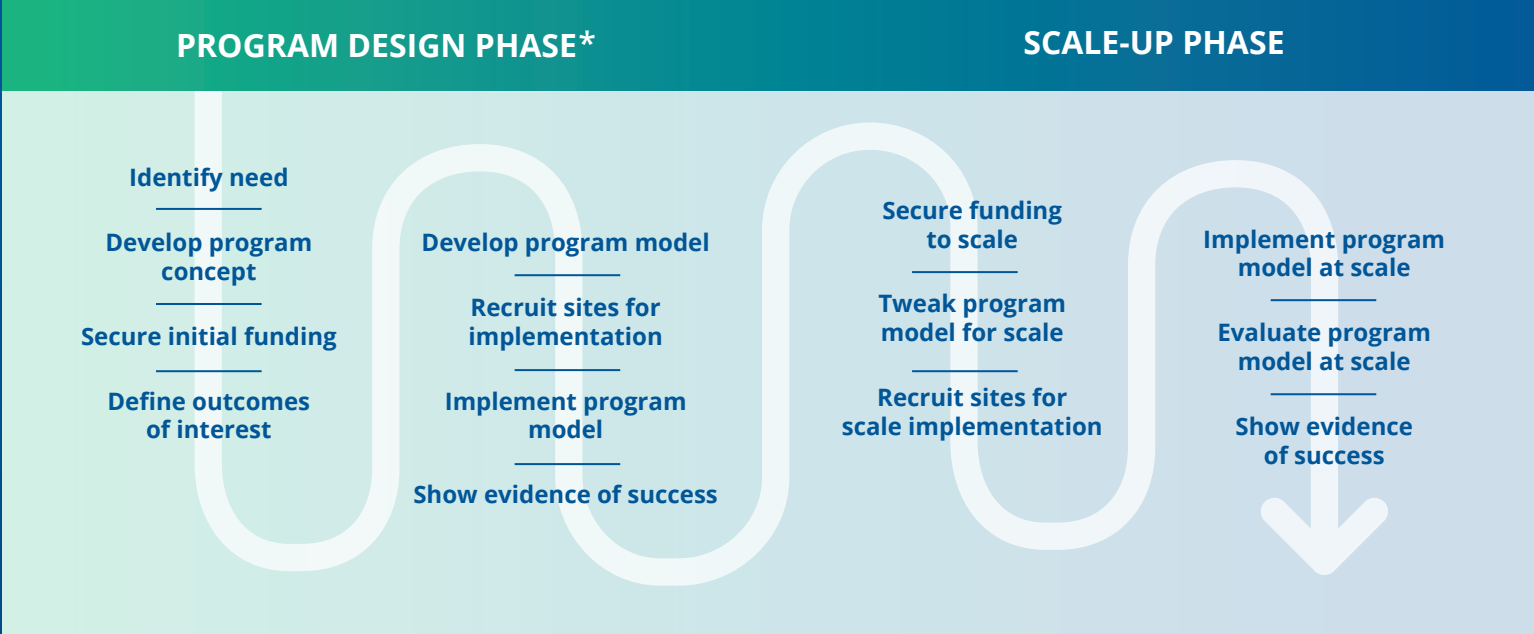 PROGRAM DESIGN PHASE*
SCALE-UP PHASE
Identify need
Develop program
concept
Secure initial funding
Define outcomes
of interest
Develop program model
Recruit sites for
implementation
Implement program
model
Show evidence of success
Secure funding
to scale
Tweak program
model for scale
Recruit sites for
scale implementation
Implement program
model at scale
Evaluate program
model at scale
Show evidence
of success